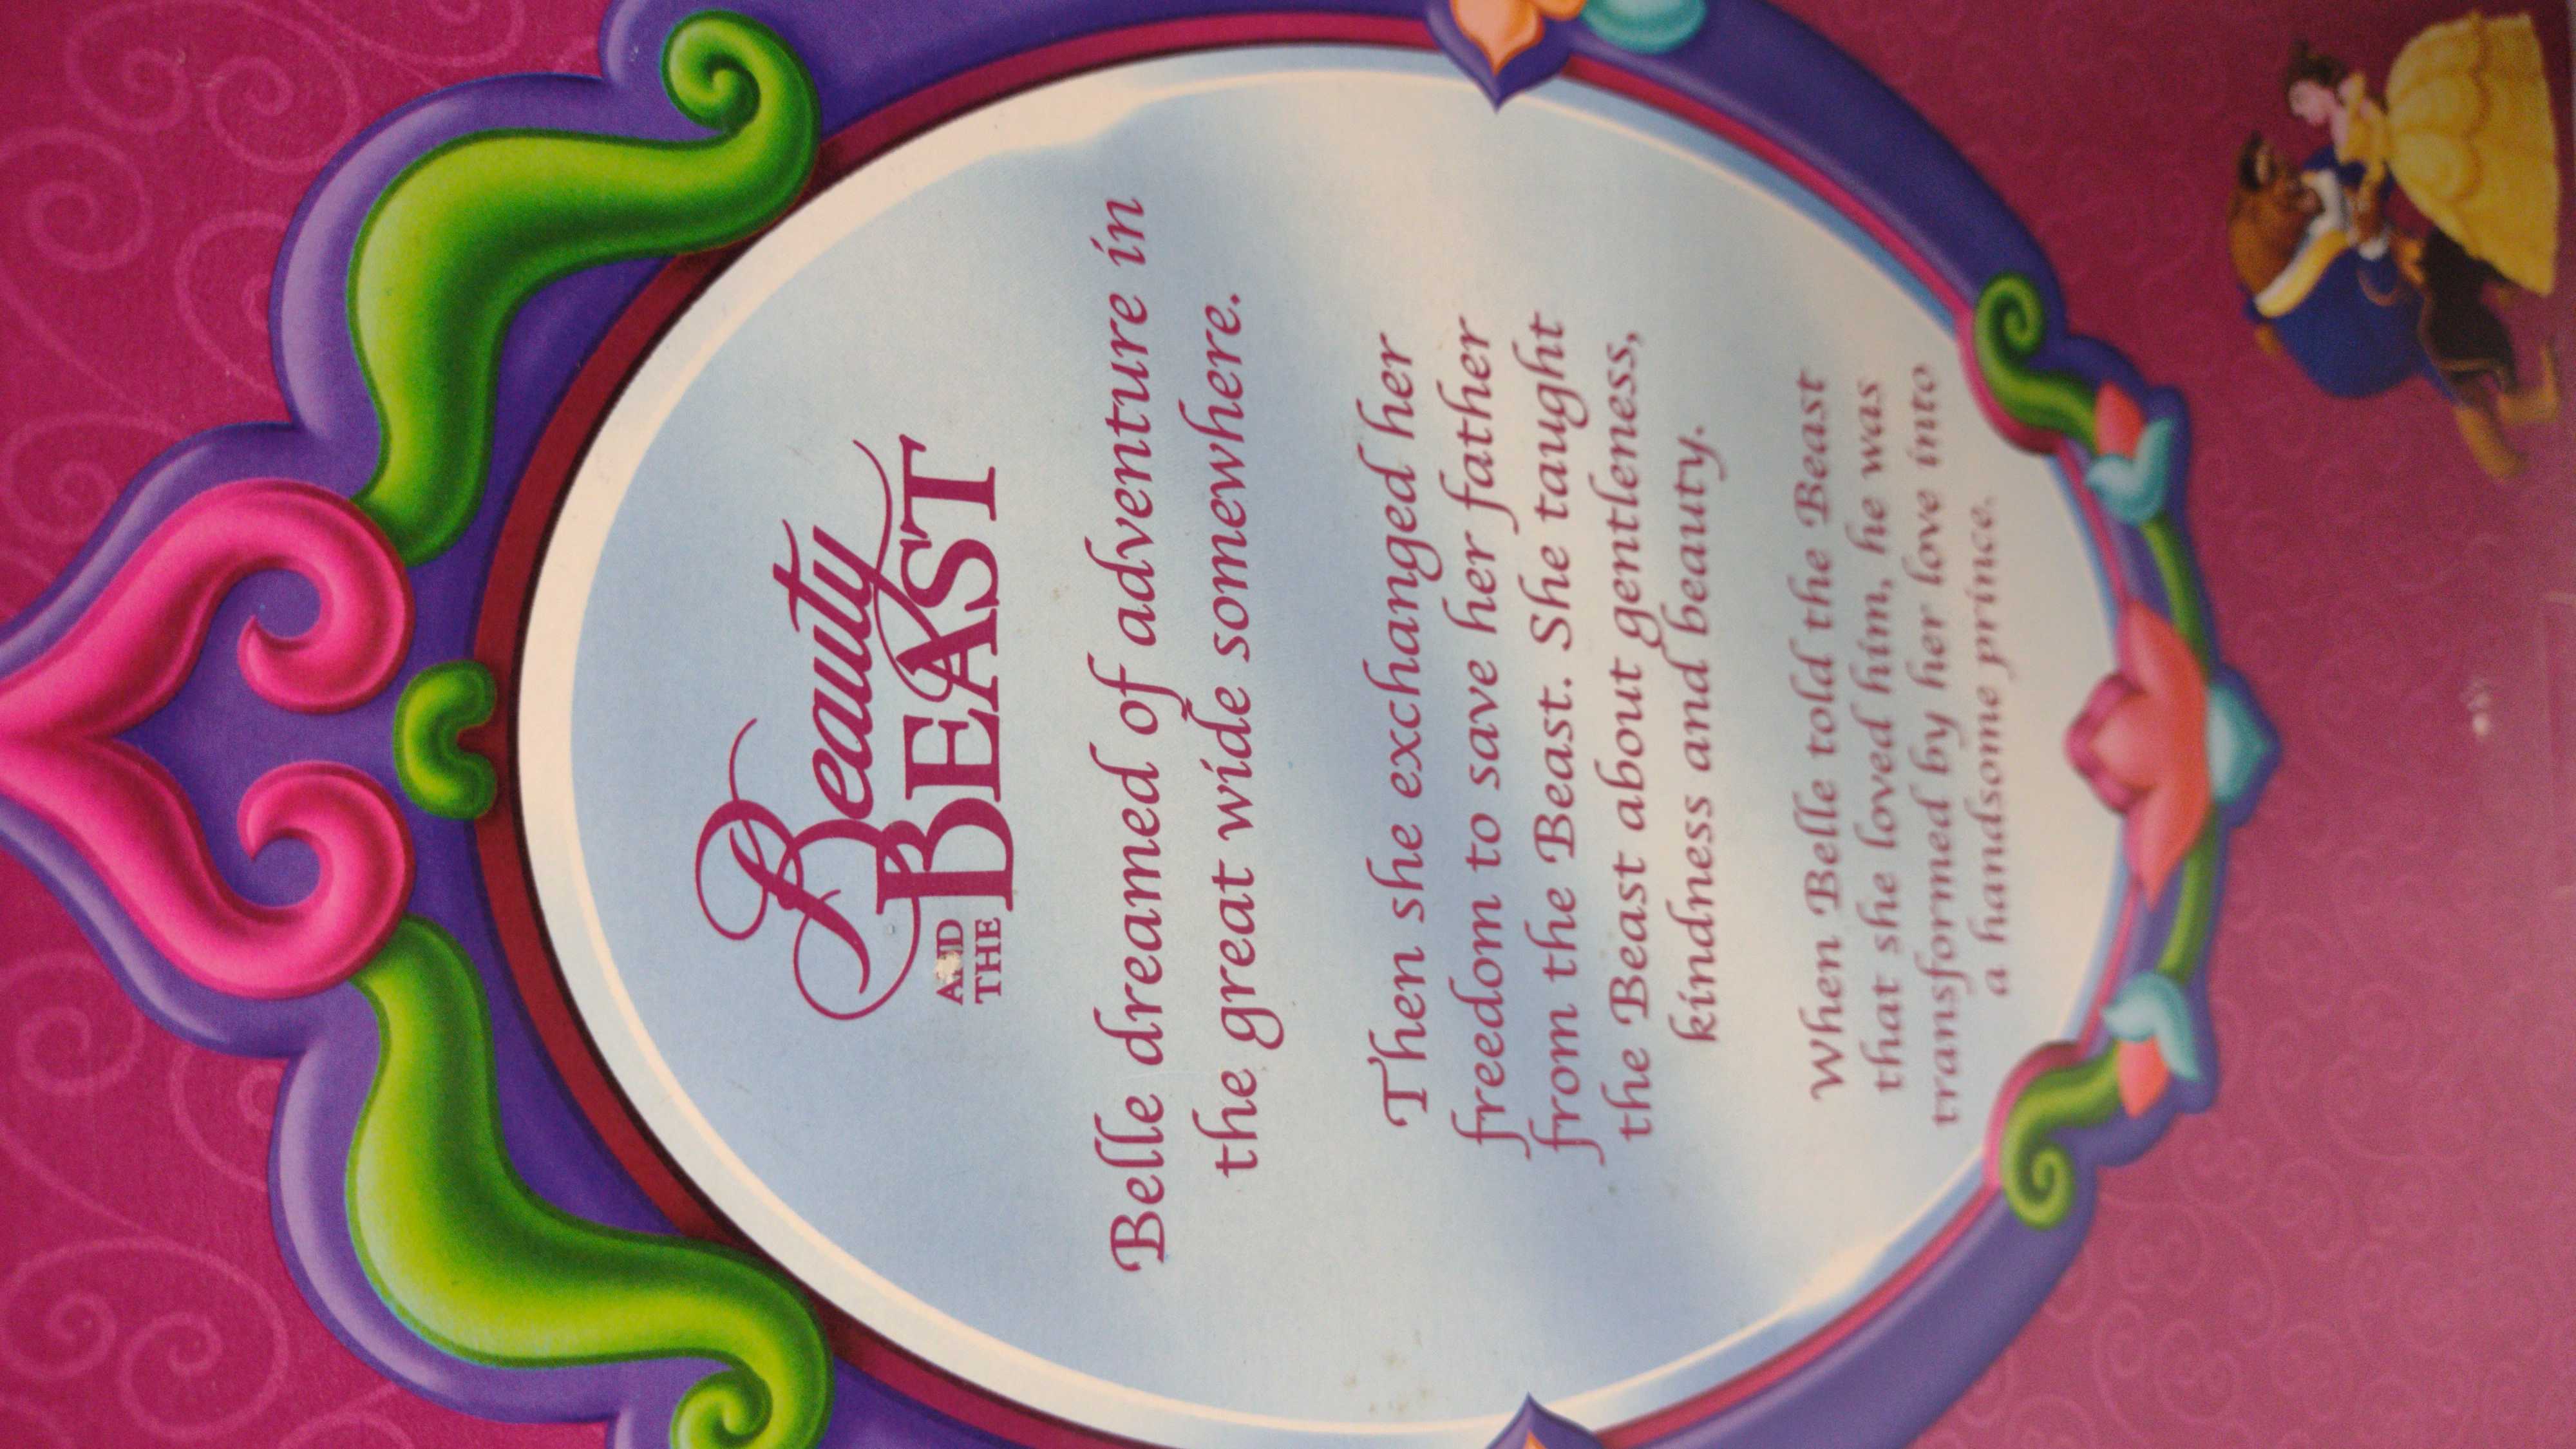 Beauty
AND THE BEAST
Belle dreamed of adventure in
the great wide somewhere.
Then she exchanged her
freedom to save her father
from the Beast. She taught
the Beast about gentleness,
kindness and beauty.
When Belle told the Beast
that she loved him, he was
transformed by her love into
a handsome prince.